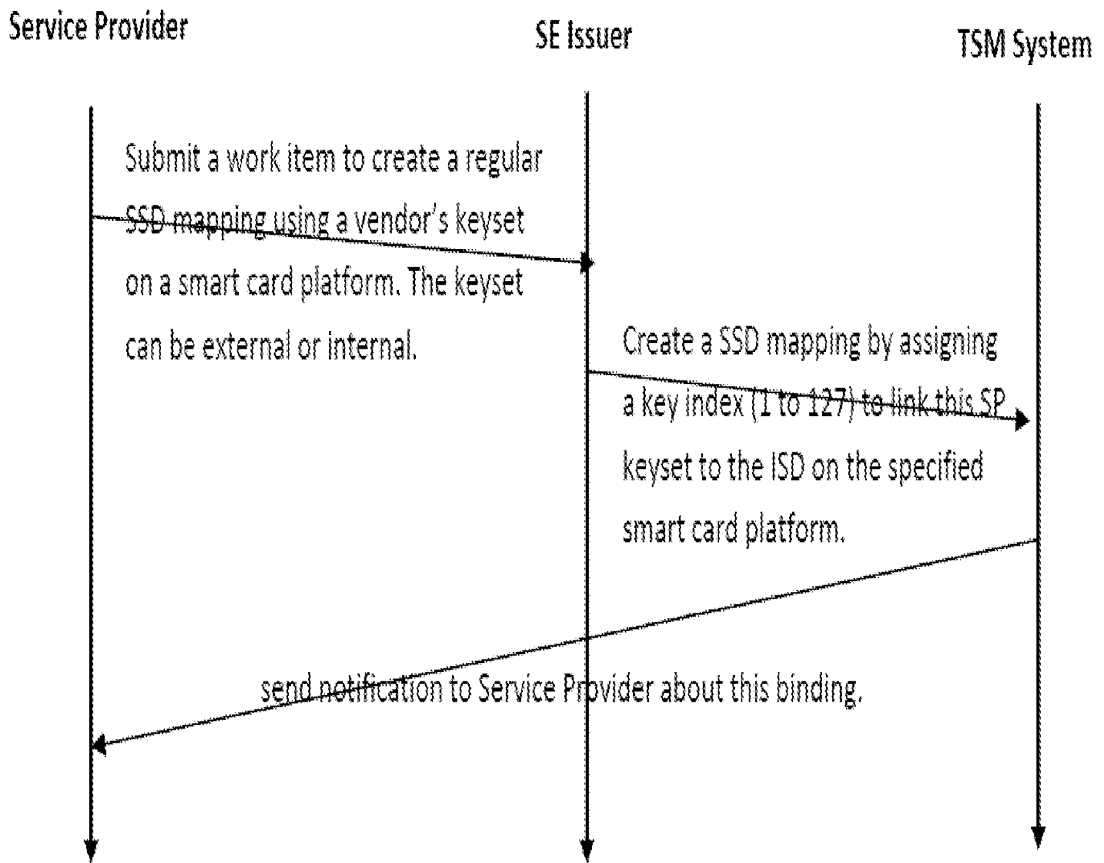 Service Provider
SE Issuer
TSM System
Submit a work item to create a regular
SSD mapping using a vendor's keyset
on a smart card platform. The keyset
can be external or internal.
Create a SSD mapping by assigning
a key index (1 to 127) to link this SP
keyset to the ISD on the specified
smart card platform.
send notification to Service Provider about this binding.